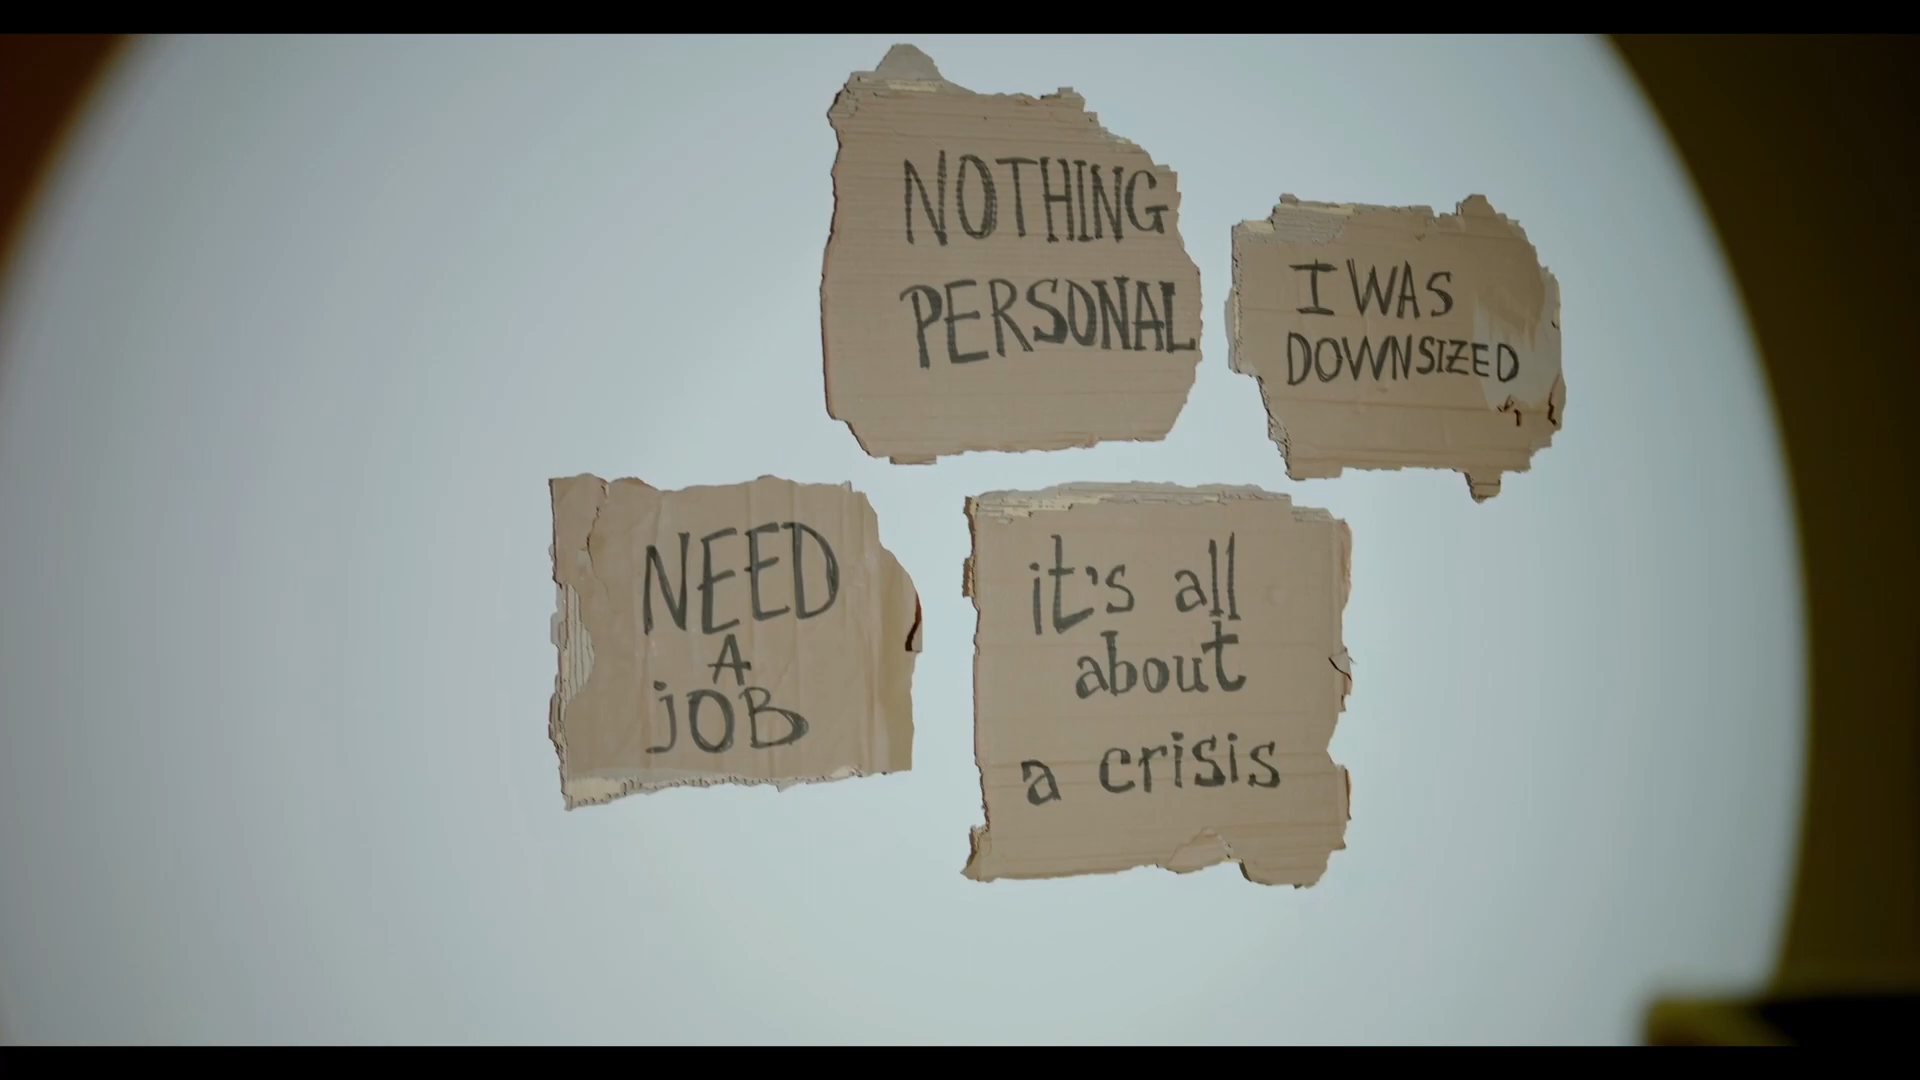 NOTHING
PERSONAL
I WAS
DOWNSIZED
NEED
A
jOB
it's all
about
a crisis